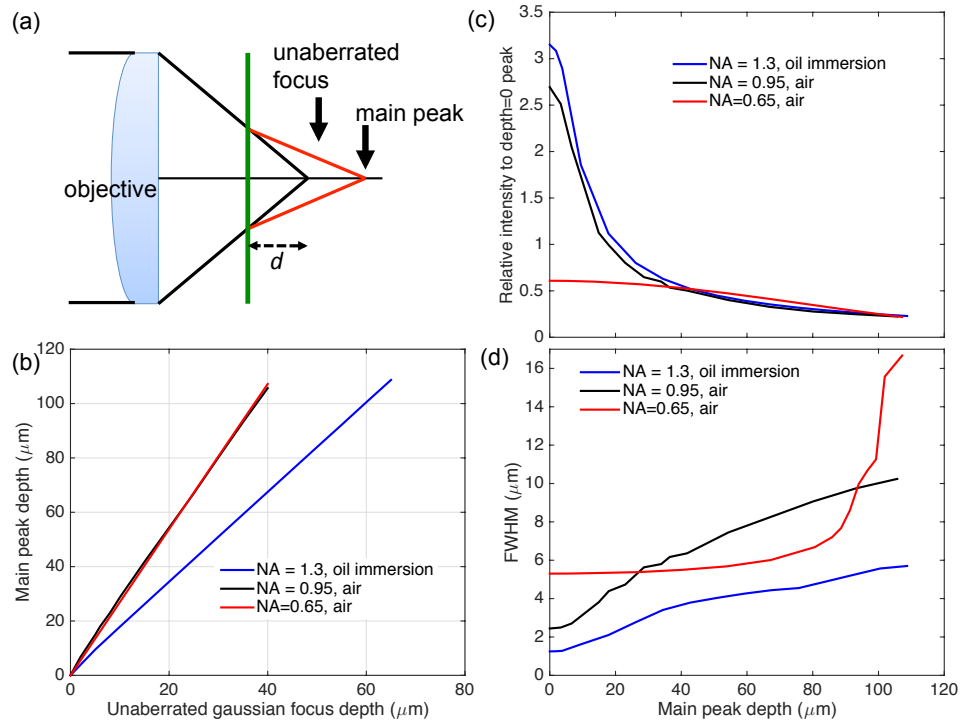 (a)
unaberrated
focus
main peak
objective
d
(b)
120
100
80
60
40
20
0
0
20
40
60
80
Main peak depth (μm)
Unaberrated gaussian focus depth (μm)
NA = 1.3, oil immersion
NA = 0.95, air
NA=0.65, air
(c)
3.5
3
2.5
2
1.5
1
0.5
0
Relative intensity to depth=0 peak
NA = 1.3, oil immersion
NA = 0.95, air
NA=0.65, air
(d)
16
14
12
10
8
6
4
2
0
0
20
40
60
80
100
120
FWHM (μm)
Main peak depth (μm)
NA = 1.3, oil immersion
NA = 0.95, air
NA=0.65, air